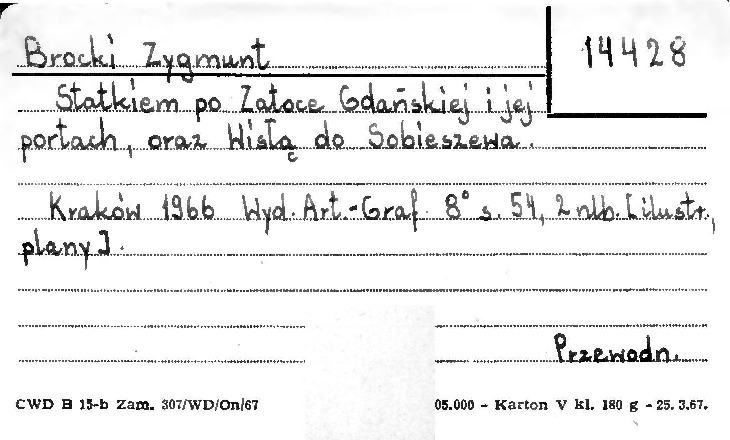 Brocki Zygmunt
14428
Statkiem po Zatoce Gdańskiej i jej
portach, oraz Wisłą do Sobieszewa.
Kraków 1966 Wyd. Art.-Graf. 8° s. 54, 2 nlb. [ilustr.,
plany].
Przewodn.
CWD B 15-b Zam. 307/WD/On/67
05.000 - Karton V kl. 180 g - 25. 3.67.